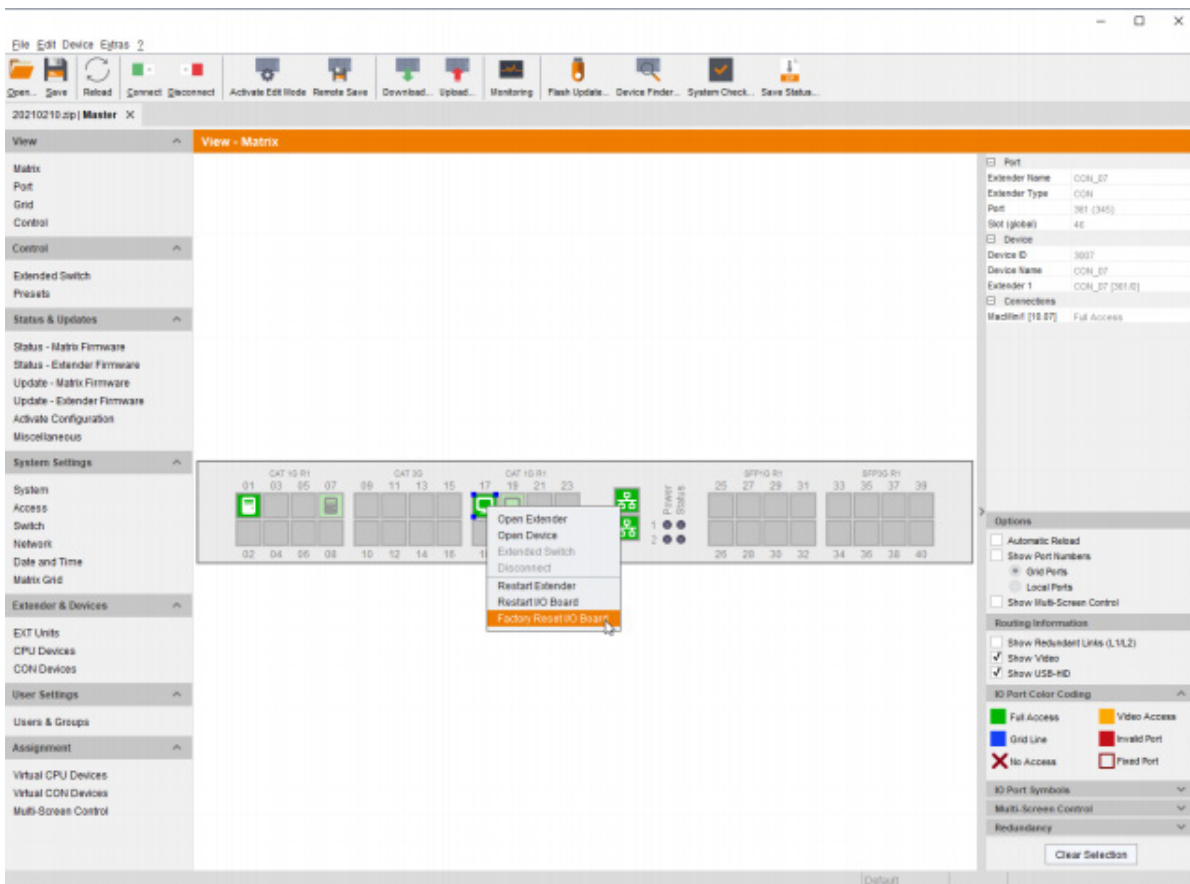 File Edit Device Extras ?
Open... Save Reload Connect Disconnect Activate Edit Mode Remote Save Download... Upload... Monitoring Flash Update... Device Finder... System Check... Save Status...
20210210.zip | Master X
View
View - Matrix
Matrix
Port
Grid
Control
Control
Extended Switch
Presets
Status & Updates
Status - Matrix Firmware
Status - Extender Firmware
Update - Matrix Firmware
Update - Extender Firmware
Activate Configuration
Miscellaneous
System Settings
System
Access
Switch
Network
Date and Time
Matrix Grid
Extender & Devices
EXT Units
CPU Devices
CON Devices
User Settings
Users & Groups
Assignment
Virtual CPU Devices
Virtual CON Devices
Multi-Screen Control
CAT 1G R1 CAT 3G CAT 1G R1 SFP1G R1 SFP3G R1
01 03 05 07 09 11 13 15 17 19 21 23 25 27 29 31 33 35 37 39
Power
Status
1
2
02 04 06 08 10 12 14 16 26 28 30 32 34 36 38 40
Open Extender
Open Device
Extended Switch
Disconnect
Restart Extender
Restart I/O Board
Factory Reset I/O Board
Port
Extender Name CON_07
Extender Type CON
Port 361 (345)
Slot (global) 46
Device
Device ID 3007
Device Name CON_07
Extender 1 CON_07 [361/0]
Connections
MacMini1 [10.07] Full Access
Options
Automatic Reload
Show Port Numbers
Grid Ports
Local Ports
Show Multi-Screen Control
Routing Information
Show Redundant Links (L1/L2)
Show Video
Show USB-HID
IO Port Color Coding
Full Access Video Access
Grid Line Invalid Port
No Access Fixed Port
IO Port Symbols
Multi-Screen Control
Redundancy
Clear Selection
Default